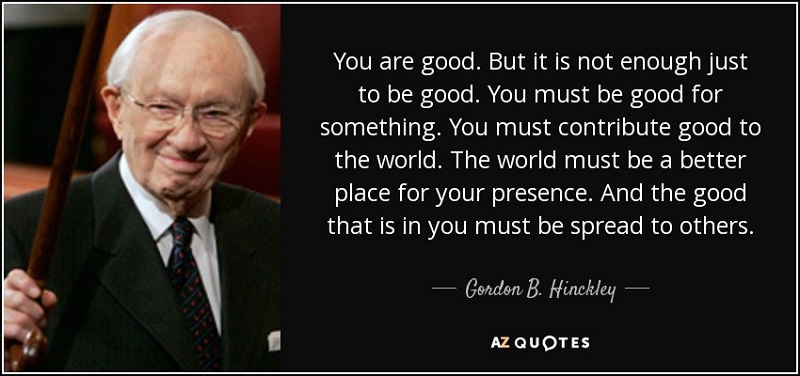 You are good. But it is not enough just
to be good. You must be good for
something. You must contribute good to
the world. The world must be a better
place for your presence. And the good
that is in you must be spread to others.
Gordon B. Hinckley
AZ QUOTES